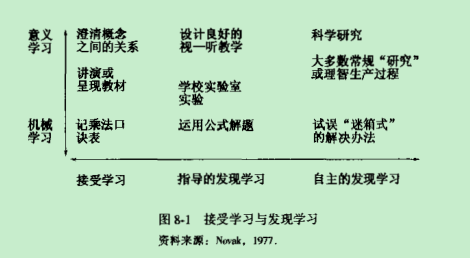 意义
学习
澄清概念
之间的关系
设计良好的
视—听教学
科学研究
讲演或
呈现教材
学校实验室
实验
大多数常规“研究”
或理智生产过程
机械
学习
记乘法口
诀表
运用公式解题
试误“迷箱式”
的解决办法
接受学习
指导的发现学习
自主的发现学习
图8-1 接受学习与发现学习
资料来源：Novak, 1977.